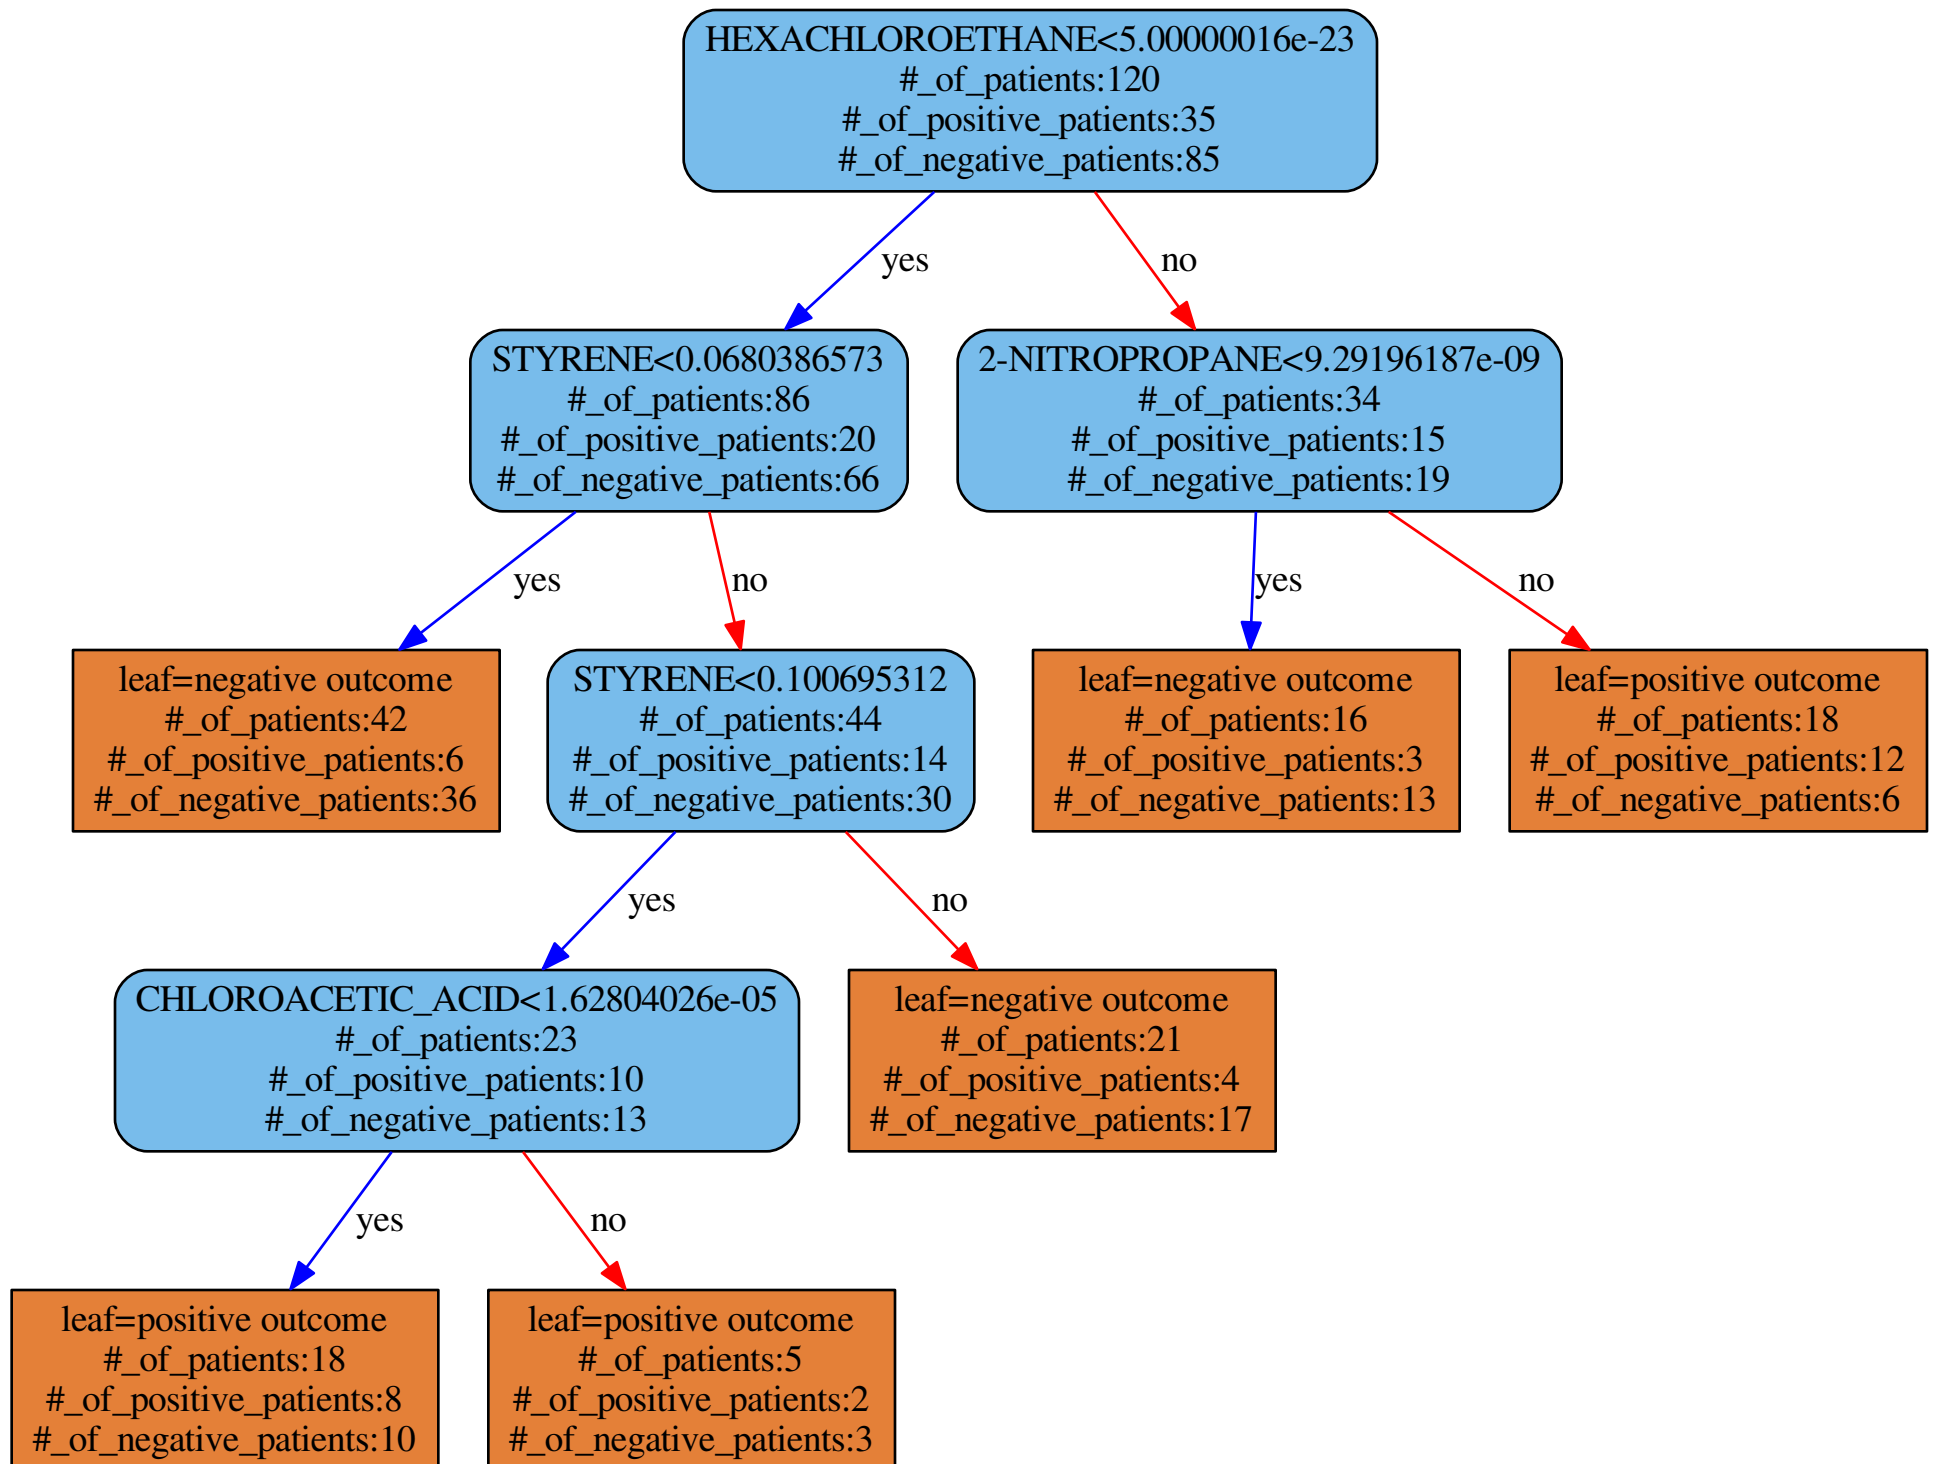 HEXACHLOROETHANE<5.00000016e-23
#_of_patients:120
#_of_positive_patients:35
#_of_negative_patients:85
yes
no
STYRENE<0.0680386573
#_of_patients:86
#_of_positive_patients:20
#_of_negative_patients:66
2-NITROPROPANE<9.29196187e-09
#_of_patients:34
#_of_positive_patients:15
#_of_negative_patients:19
yes
no
yes
no
leaf=negative outcome
#_of_patients:42
#_of_positive_patients:6
#_of_negative_patients:36
STYRENE<0.100695312
#_of_patients:44
#_of_positive_patients:14
#_of_negative_patients:30
leaf=negative outcome
#_of_patients:16
#_of_positive_patients:3
#_of_negative_patients:13
leaf=positive outcome
#_of_patients:18
#_of_positive_patients:12
#_of_negative_patients:6
yes
no
CHLOROACETIC_ACID<1.62804026e-05
#_of_patients:23
#_of_positive_patients:10
#_of_negative_patients:13
leaf=negative outcome
#_of_patients:21
#_of_positive_patients:4
#_of_negative_patients:17
yes
no
leaf=positive outcome
#_of_patients:18
#_of_positive_patients:8
#_of_negative_patients:10
leaf=positive outcome
#_of_patients:5
#_of_positive_patients:2
#_of_negative_patients:3